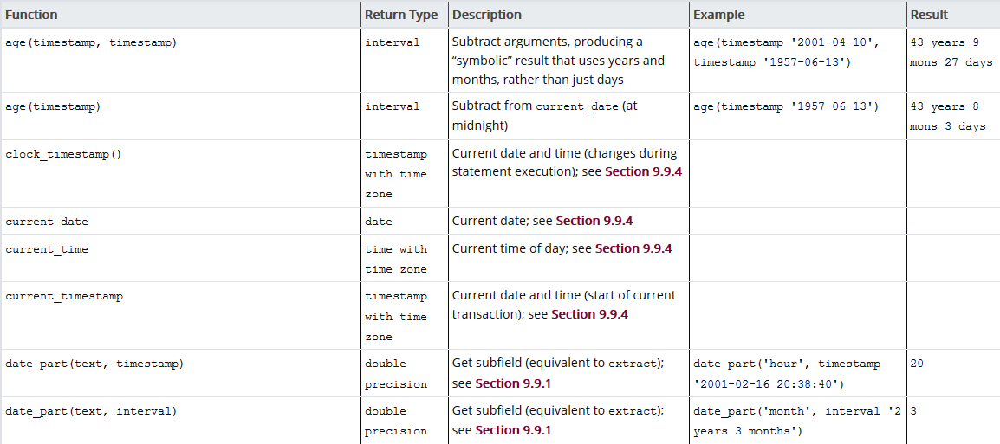 Function Return Type Description Example Result
age(timestamp, timestamp) interval Subtract arguments, producing a age(timestamp '2001-04-10', 43 years 9
“symbolic” result that uses years and timestamp '1957-06-13') mons 27 days
months, rather than just days
age(timestamp) interval Subtract from current_date (at age(timestamp '1957-06-13') 43 years 8
midnight) mons 3 days
clock_timestamp() timestamp Current date and time (changes during
with time statement execution); see Section 9.9.4
zone
current_date date Current date; see Section 9.9.4
current_time time with Current time of day; see Section 9.9.4
time zone
current_timestamp timestamp Current date and time (start of current
with time transaction); see Section 9.9.4
zone
date_part(text, timestamp) double Get subfield (equivalent to extract); date_part('hour', timestamp 20
precision see Section 9.9.1 '2001-02-16 20:38:40')
date_part(text, interval) double Get subfield (equivalent to extract); date_part('month', interval '2 3
precision see Section 9.9.1 years 3 months')